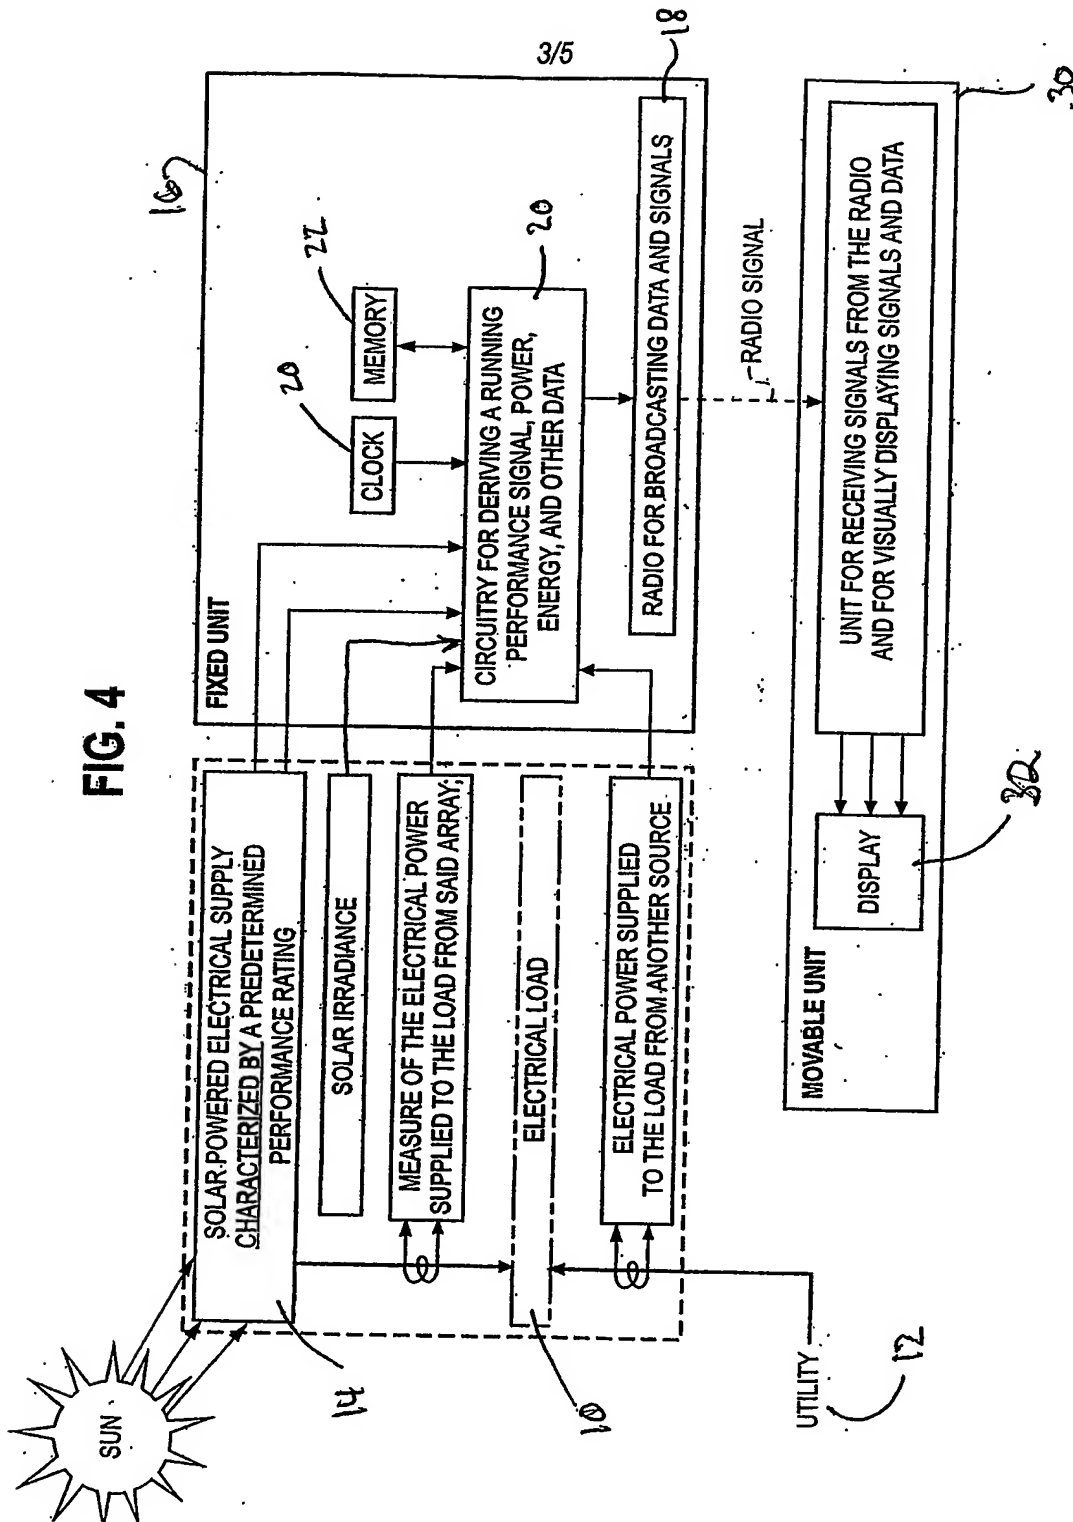 3/5
FIG. 4
SUN
SOLAR-POWERED ELECTRICAL SUPPLY
CHARACTERIZED BY A PREDETERMINED
PERFORMANCE RATING
14
SOLAR IRRADIANCE
MEASURE OF THE ELECTRICAL POWER
SUPPLIED TO THE LOAD FROM SAID ARRAY;
ELECTRICAL LOAD
10
ELECTRICAL POWER SUPPLIED
TO THE LOAD FROM ANOTHER SOURCE
UTILITY
12
FIXED UNIT
16
CLOCK
20
MEMORY
22
CIRCUITRY FOR DERIVING A RUNNING
PERFORMANCE SIGNAL, POWER,
ENERGY, AND OTHER DATA
20
RADIO FOR BROADCASTING DATA AND SIGNALS
18
RADIO SIGNAL
MOVABLE UNIT
30
DISPLAY
32
UNIT FOR RECEIVING SIGNALS FROM THE RADIO
AND FOR VISUALLY DISPLAYING SIGNALS AND DATA